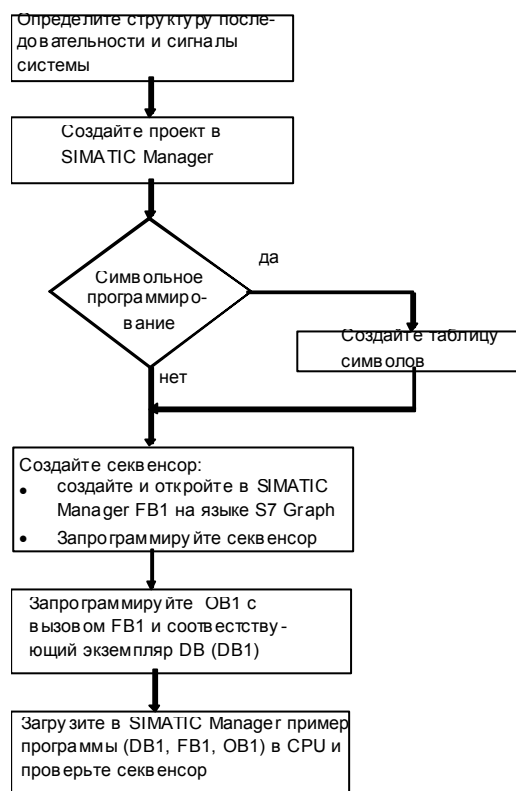 Определите структуру после-
довательности и сигналы
системы
Создайте проект в
SIMATIC Manager
Символьное
программиро-
вание
да
Создайте таблицу
символов
нет
Создайте секвенсор:
• создайте и откройте в SIMATIC
Manager FB1 на языке S7 Graph
• Запрограммируйте секвенсор
Запрограммируйте OB1 с
вызовом FB1 и соотвестству-
ющий экземпляр DB (DB1)
Загрузите в SIMATIC Manager пример
программы (DB1, FB1, OB1) в CPU и
проверьте секвенсор